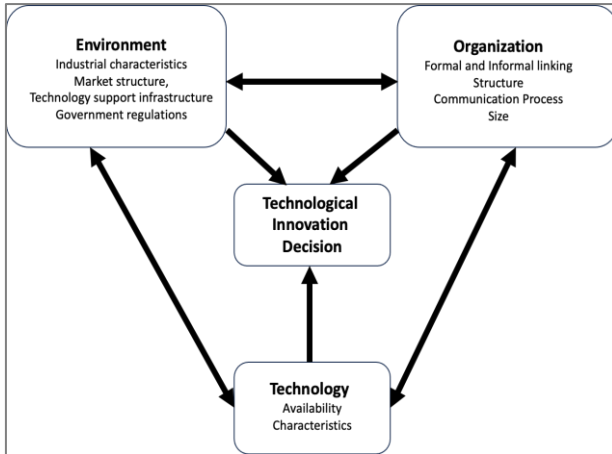 Environment
Industrial characteristics
Market structure,
Technology support infrastructure
Government regulations
Organization
Formal and Informal linking
Structure
Communication Process
Size
Technological
Innovation
Decision
Technology
Availability
Characteristics